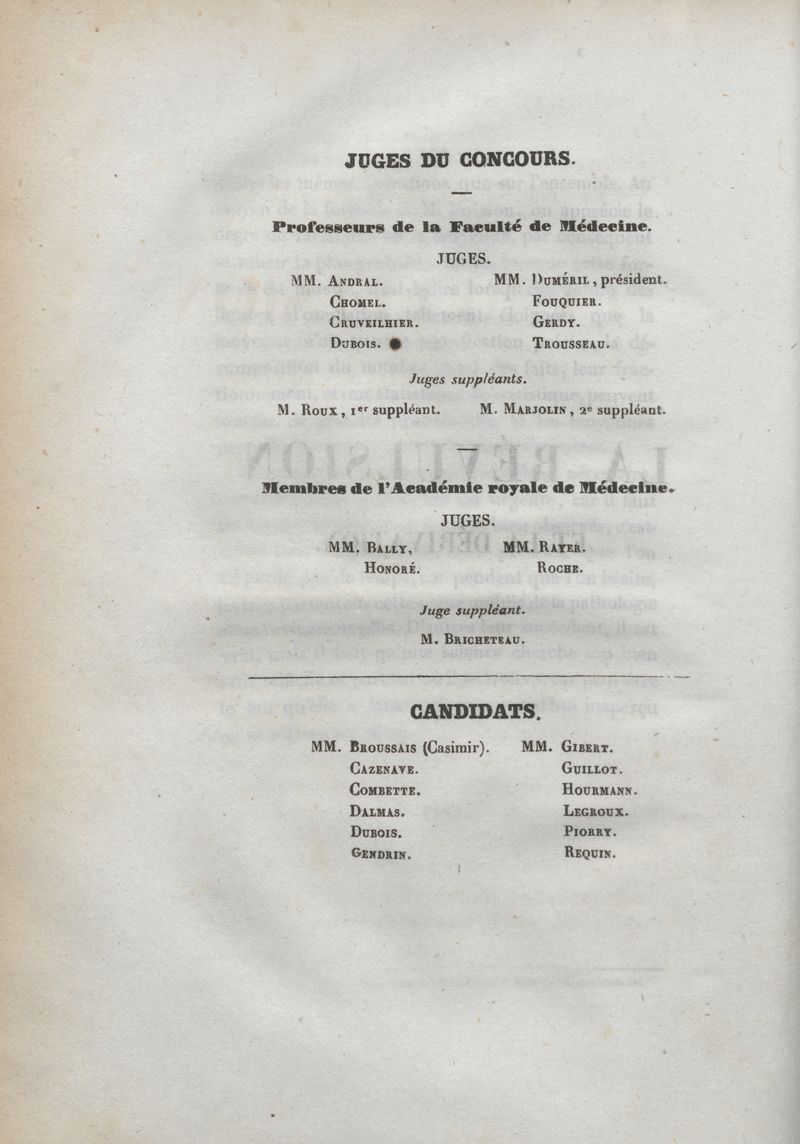 JUGES DU CONCOURS.
Professeurs de la Faculté de Médecine.
JUGES.
MM. ANDRAL. MM. DUMÉRIL, président.
CHOMEL. FOUQUIER.
CRUVEILHIER. GERDY.
DUBOIS. TROUSSEAU.
Juges suppléants.
M. ROUX, 1er suppléant. M. MARJOLIN, 2e suppléant.
Membres de l'Académie royale de Médecine.
JUGES.
MM. BALLY, MM. RAYER.
HONORÉ. ROCHE.
Juge suppléant.
M. BRICHETEAU.
CANDIDATS.
MM. BROUSSAIS (Casimir). MM. GIBERT.
CAZENAVE. GUILLOT.
COMBETTE. HOURMANN.
DALMAS. LEGROUX.
DUBOIS. PIORRY.
GENDRIN. REQUIN.